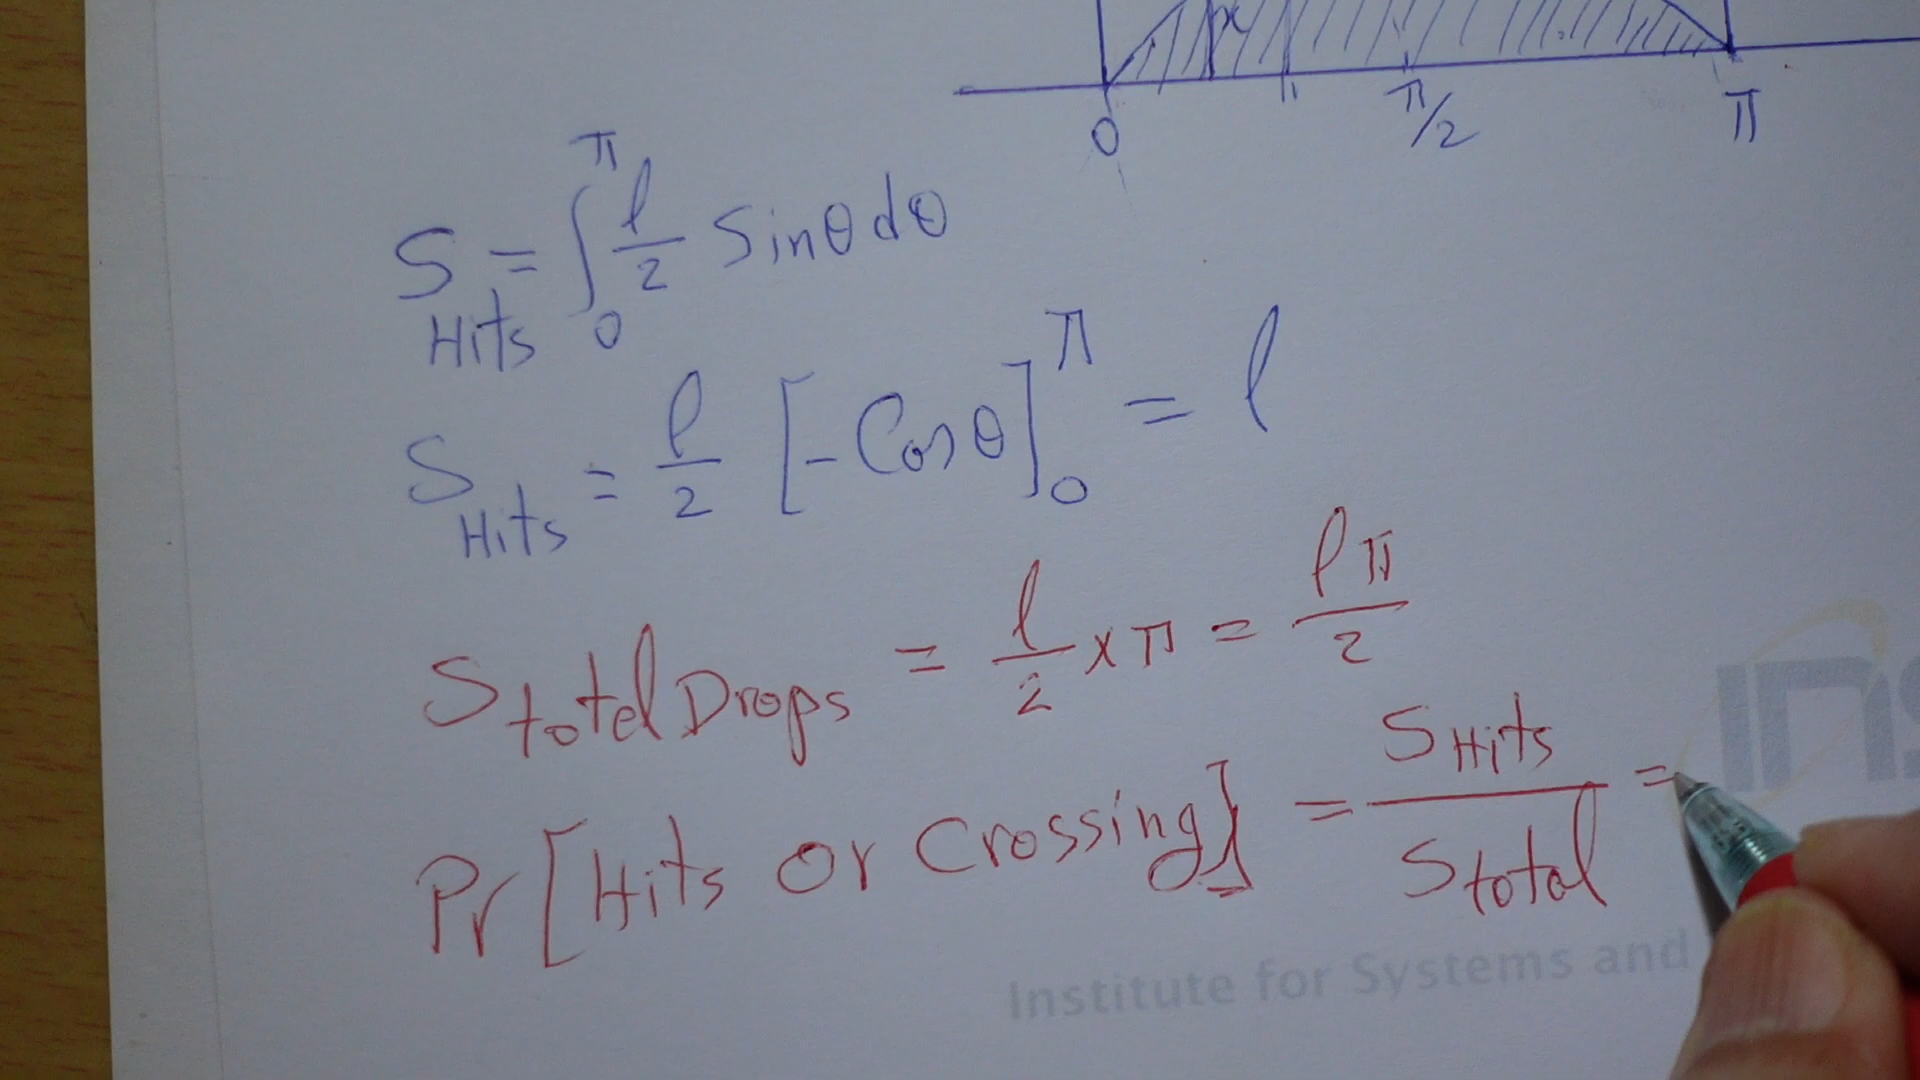 0 π/2 π
S_Hits = ∫_0^π l/2 Sinθ dθ
S_Hits = l/2 [-Cosθ]_0^π = l
S_totel Drops = l/2 x π = lπ/2
Pr[Hits or Crossing] = S_Hits / S_total =
Institute for Systems and